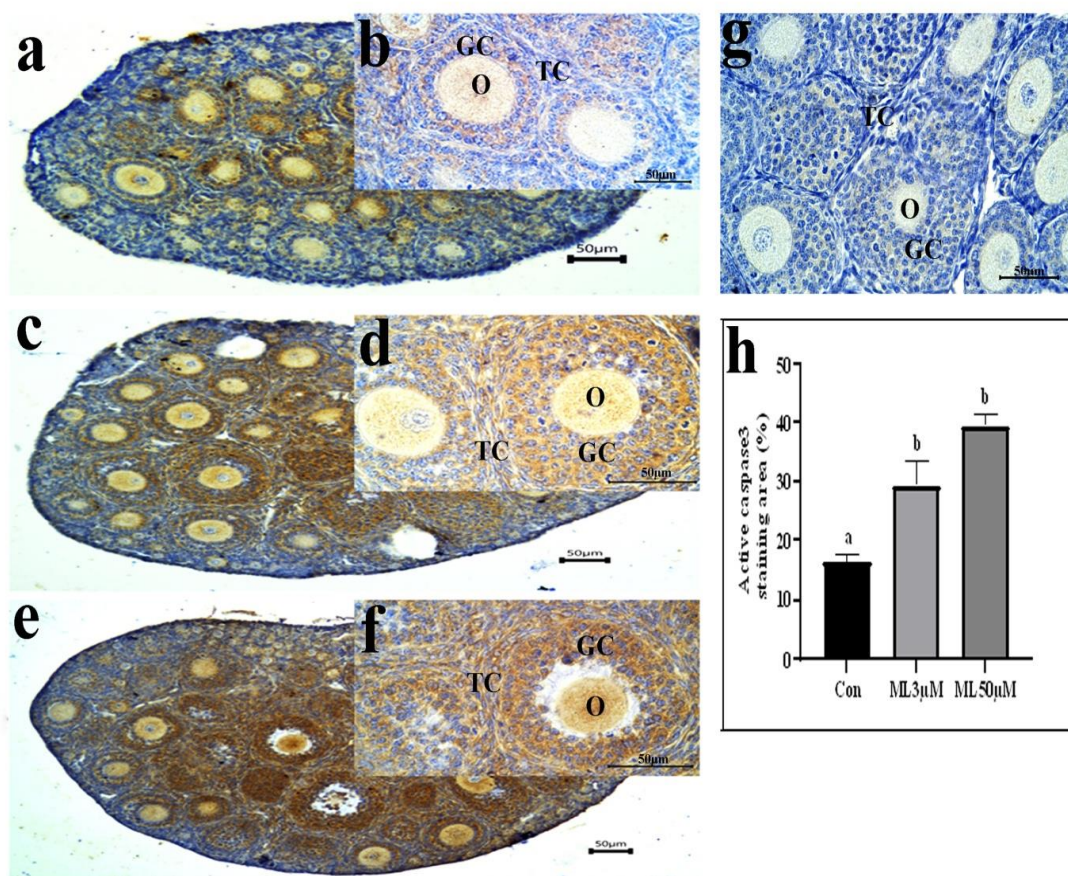 a
b
GC
TC
O
50µm
50µm
c
d
O
TC
GC
50µm
50µm
e
f
GC
TC
O
50µm
50µm
g
TC
O
GC
50µm
h
Active caspase3
staining area (%)
50
40
30
20
10
0
a
b
b
Con ML3µM ML50µM